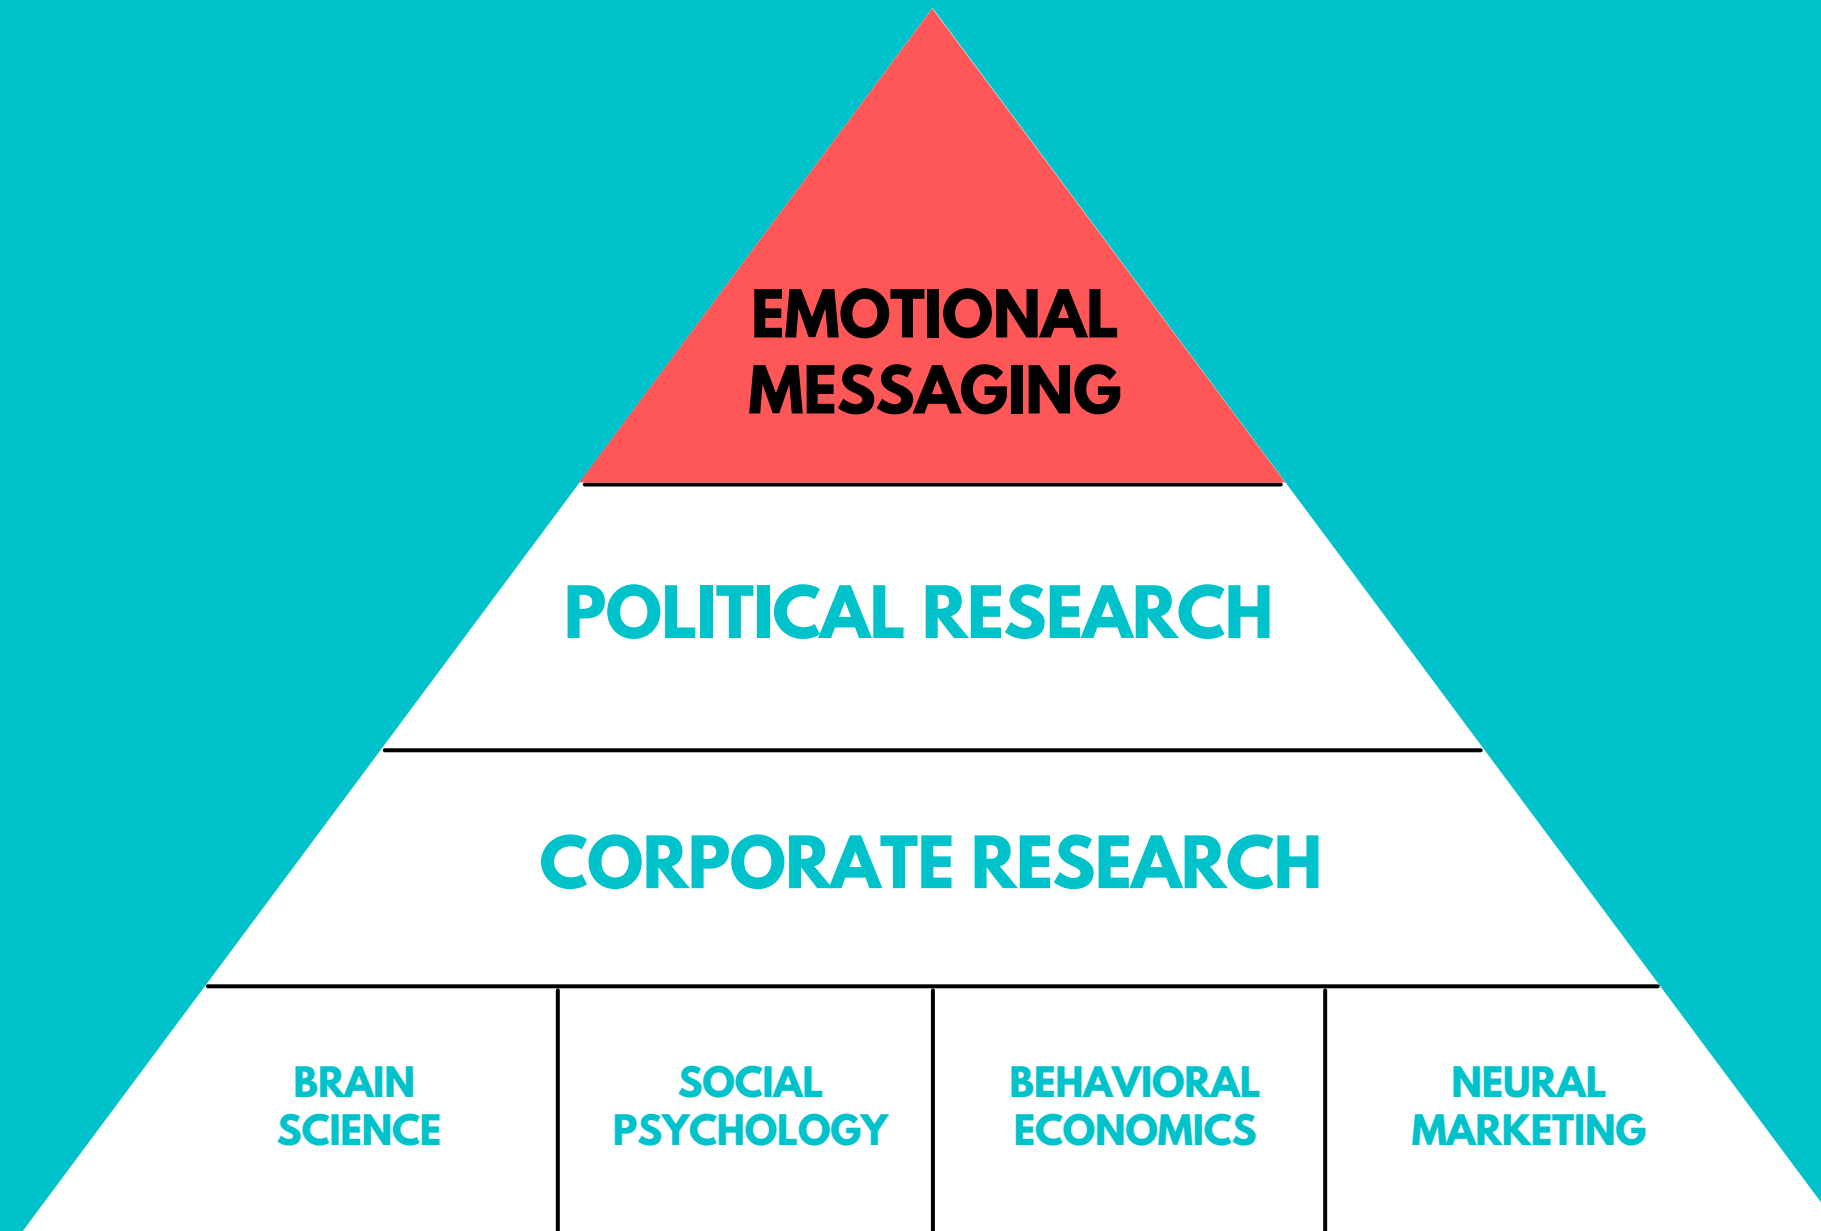 EMOTIONAL
MESSAGING
POLITICAL RESEARCH
CORPORATE RESEARCH
BRAIN
SCIENCE
SOCIAL
PSYCHOLOGY
BEHAVIORAL
ECONOMICS
NEURAL
MARKETING